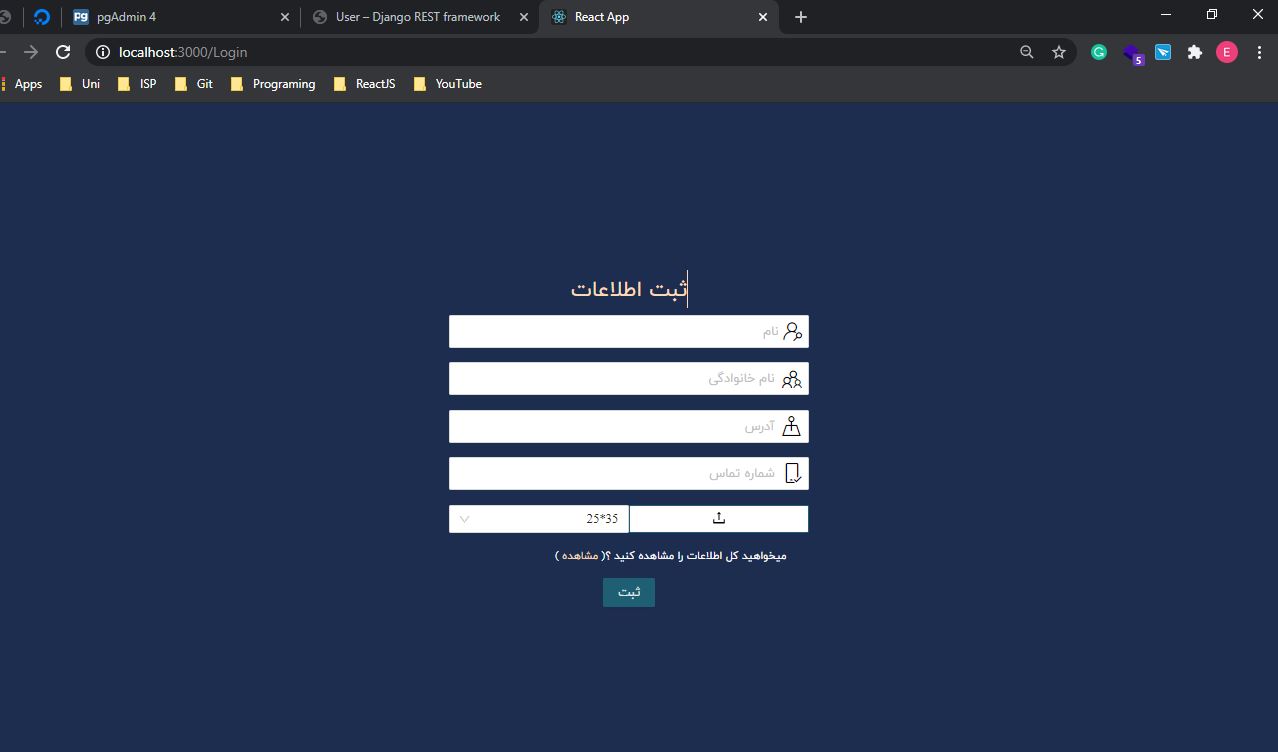 pgAdmin 4
User – Django REST framework
React App
localhost:3000/Login
E
5
Apps
Uni
ISP
Git
Programing
ReactJS
YouTube
ثبت اطلاعات
نام
نام خانوادگی
آدرس
شماره تماس
25*35
میخواهید کل اطلاعات را مشاهده کنید ؟( مشاهده )
ثبت